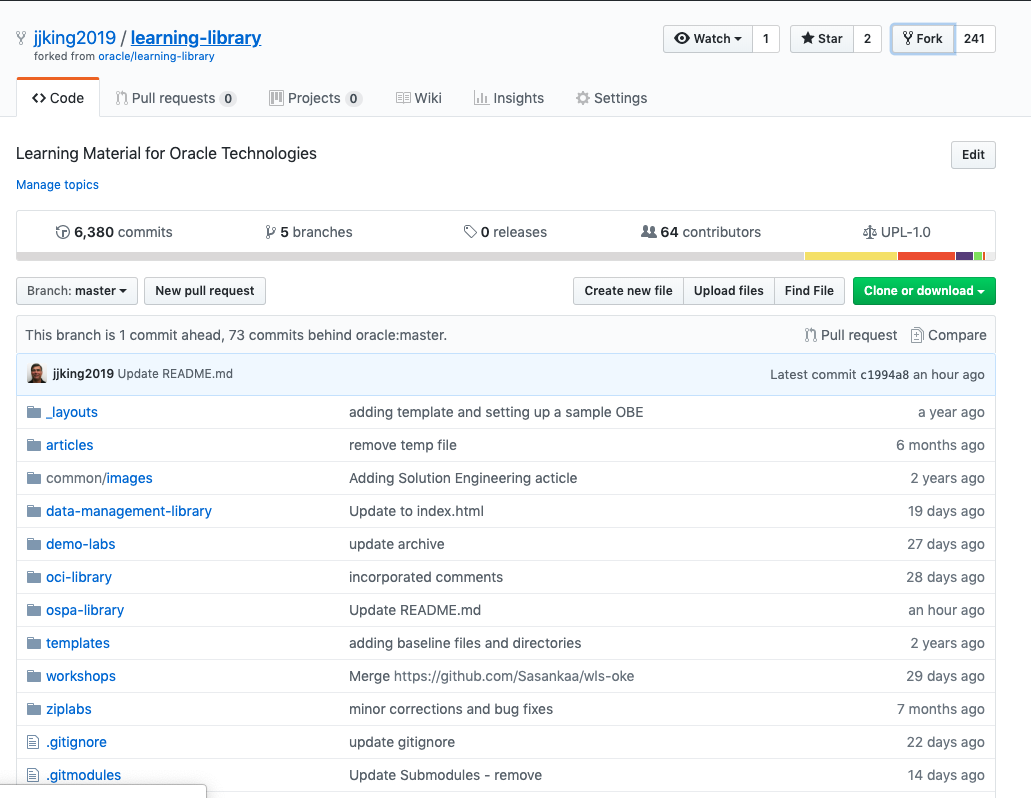 jjking2019 / learning-library
forked from oracle/learning-library
Watch 1 Star 2 Fork 241
Code Pull requests 0 Projects 0 Wiki Insights Settings
Learning Material for Oracle Technologies Edit
Manage topics
6,380 commits 5 branches 0 releases 64 contributors UPL-1.0
Branch: master New pull request Create new file Upload files Find File Clone or download
This branch is 1 commit ahead, 73 commits behind oracle:master. Pull request Compare
jjking2019 Update README.md Latest commit c1994a8 an hour ago
_layouts adding template and setting up a sample OBE a year ago
articles remove temp file 6 months ago
common/images Adding Solution Engineering acticle 2 years ago
data-management-library Update to index.html 19 days ago
demo-labs update archive 27 days ago
oci-library incorporated comments 28 days ago
ospa-library Update README.md an hour ago
templates adding baseline files and directories 2 years ago
workshops Merge https://github.com/Sasankaa/wls-oke 29 days ago
ziplabs minor corrections and bug fixes 7 months ago
.gitignore update gitignore 22 days ago
.gitmodules Update Submodules - remove 14 days ago